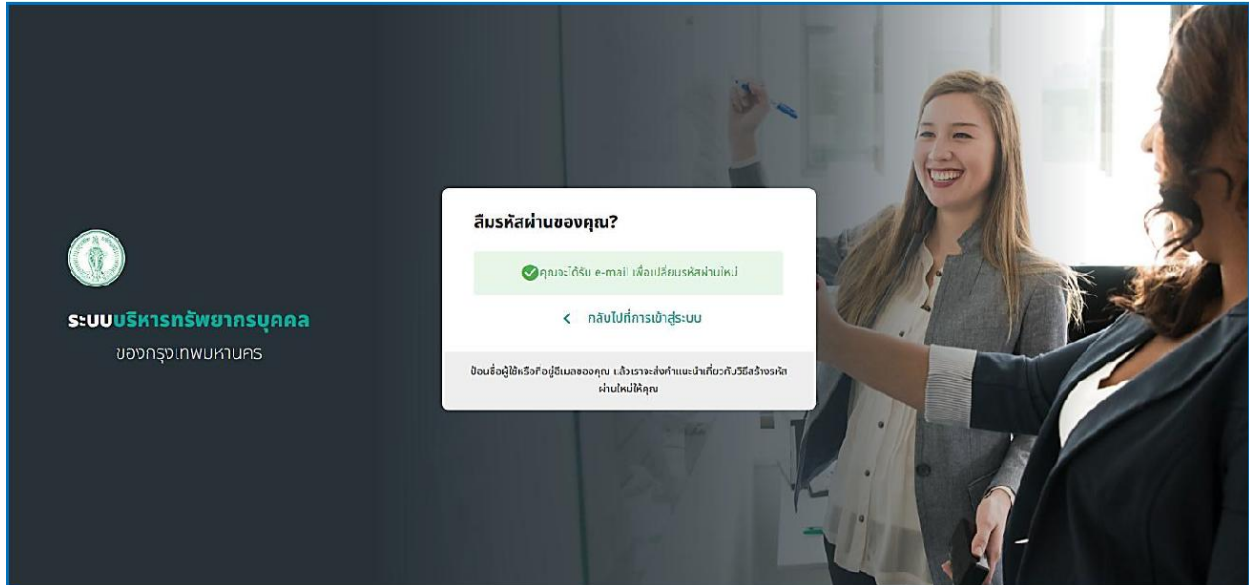 ระบบบริหารทรัพยากรบุคคล
ของกรุงเทพมหานคร
ลืมรหัสผ่านของคุณ?
คุณจะได้รับ e-mail เพื่อเปลี่ยนรหัสผ่านใหม่
กลับไปที่การเข้าสู่ระบบ
ป้อนชื่อผู้ใช้หรือที่อยู่อีเมลของคุณ แล้วเราจะส่งคำแนะนำเกี่ยวกับวิธีสร้างรหัส
ผ่านใหม่ให้คุณ